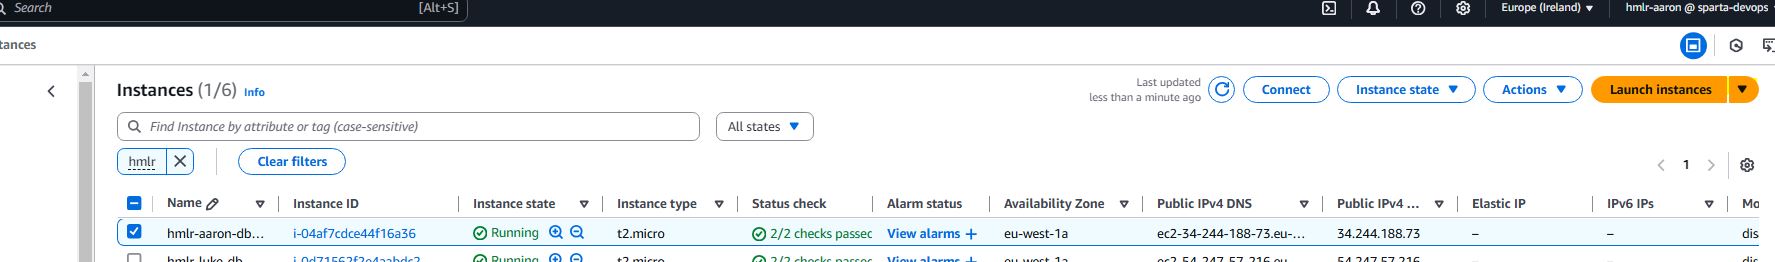 Search [Alt+S] Europe (Ireland) hmlr-aaron @ sparta-devops
tances
Instances (1/6) Info Last updated less than a minute ago Connect Instance state Actions Launch instances
Find Instance by attribute or tag (case-sensitive) All states
hmlr Clear filters 1
Name Instance ID Instance state Instance type Status check Alarm status Availability Zone Public IPv4 DNS Public IPv4 ... Elastic IP IPv6 IPs Mo
hmlr-aaron-db... i-04af7cdce44f16a36 Running t2.micro 2/2 checks passec View alarms + eu-west-1a ec2-34-244-188-73.eu-... 34.244.188.73 – – dis
hmlr-luke-db Running t2.micro 2/2 checks passec View alarms + eu-west-1a ec2-54-247-57-216.eu 54.247.57.216 – – dis